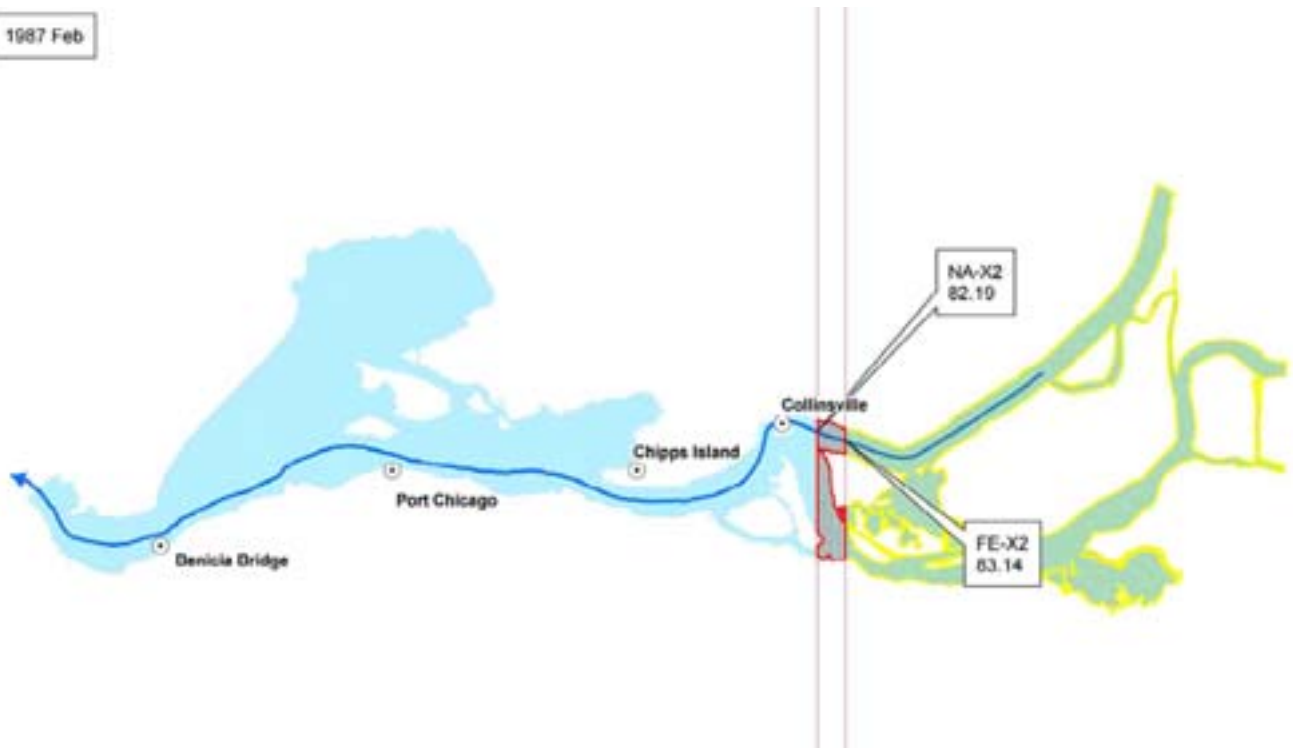 1987 Feb
NA-X2
82.19
Collinsville
Chipps Island
Port Chicago
Benicia Bridge
FE-X2
83.14